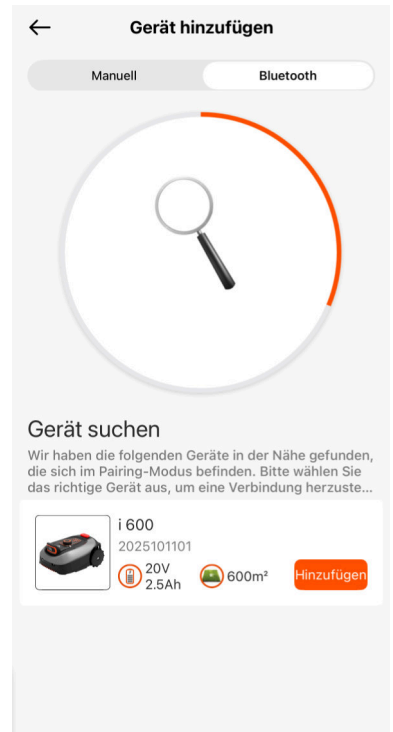 Gerät hinzufügen
Manuell
Bluetooth
Gerät suchen
Wir haben die folgenden Geräte in der Nähe gefunden,
die sich im Pairing-Modus befinden. Bitte wählen Sie
das richtige Gerät aus, um eine Verbindung herzuste...
i 600
2025101101
20V
2.5Ah
600m²
Hinzufügen